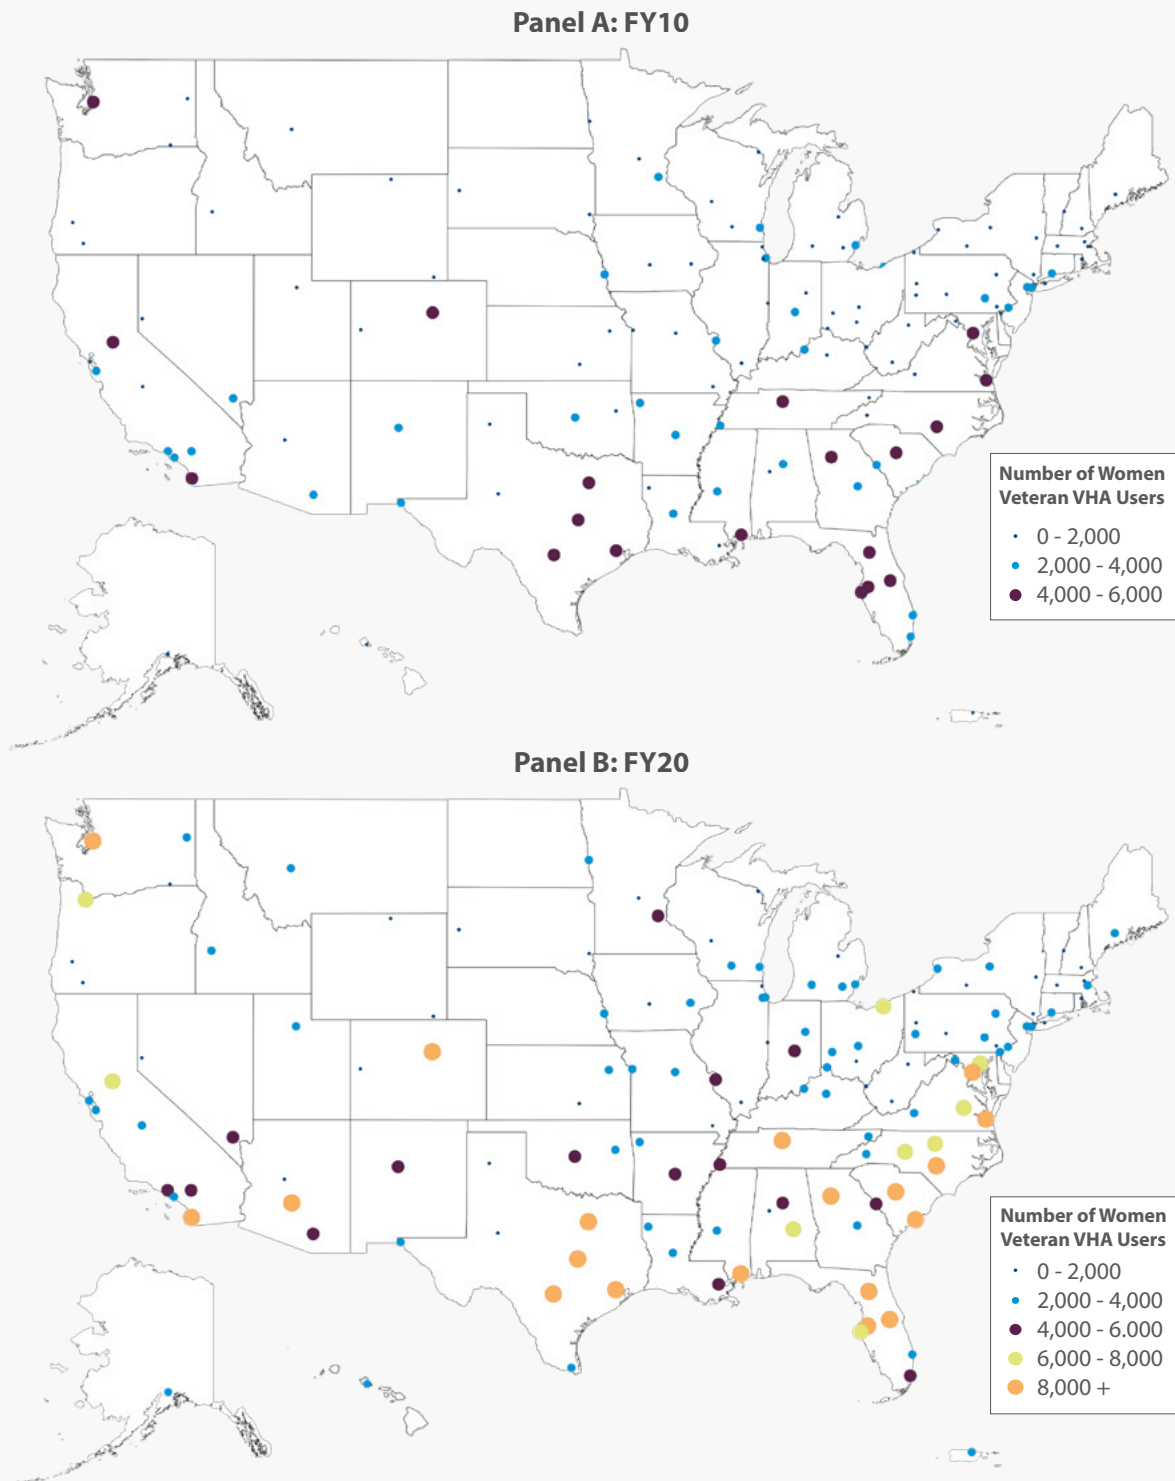 Panel A: FY10
Number of Women
Veteran VHA Users
0 - 2,000
2,000 - 4,000
4,000 - 6,000
Panel B: FY20
Number of Women
Veteran VHA Users
0 - 2,000
2,000 - 4,000
4,000 - 6.000
6,000 - 8,000
8,000 +